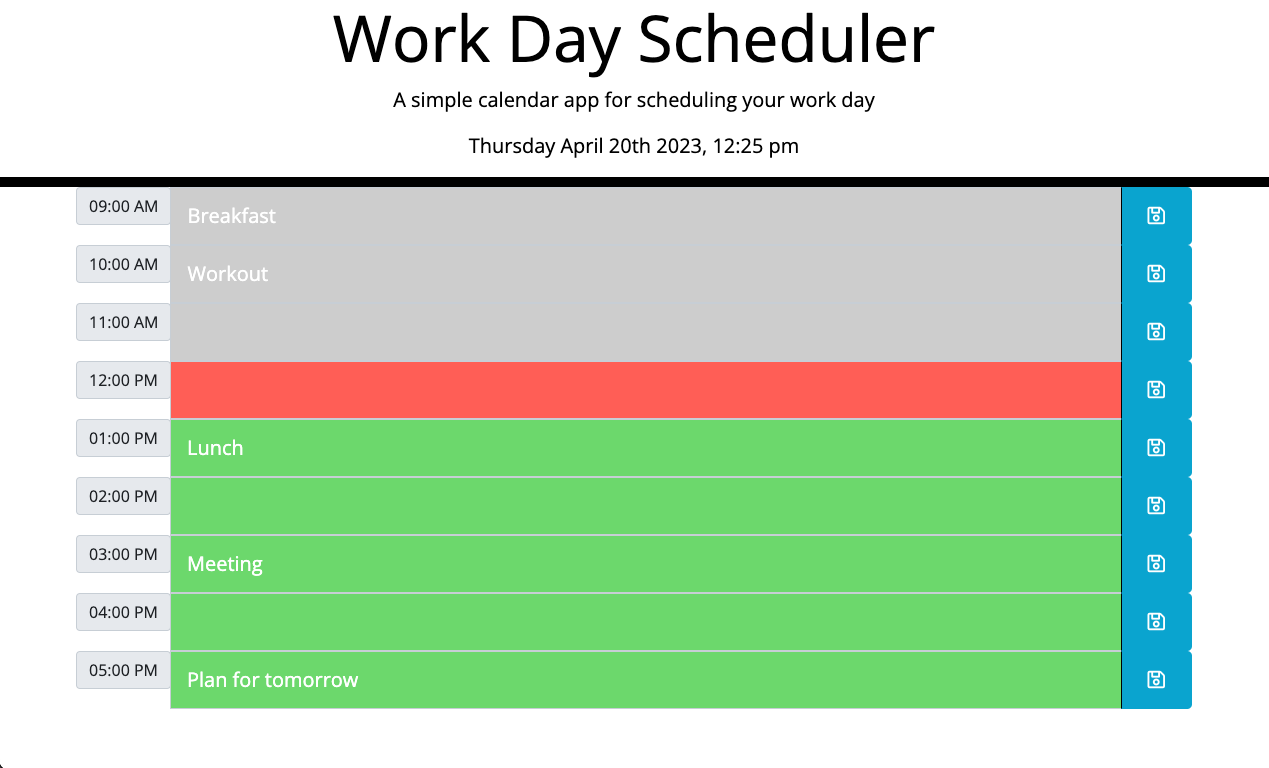 Work Day Scheduler
A simple calendar app for scheduling your work day
Thursday April 20th 2023, 12:25 pm
09:00 AM Breakfast
10:00 AM Workout
11:00 AM
12:00 PM
01:00 PM Lunch
02:00 PM
03:00 PM Meeting
04:00 PM
05:00 PM Plan for tomorrow